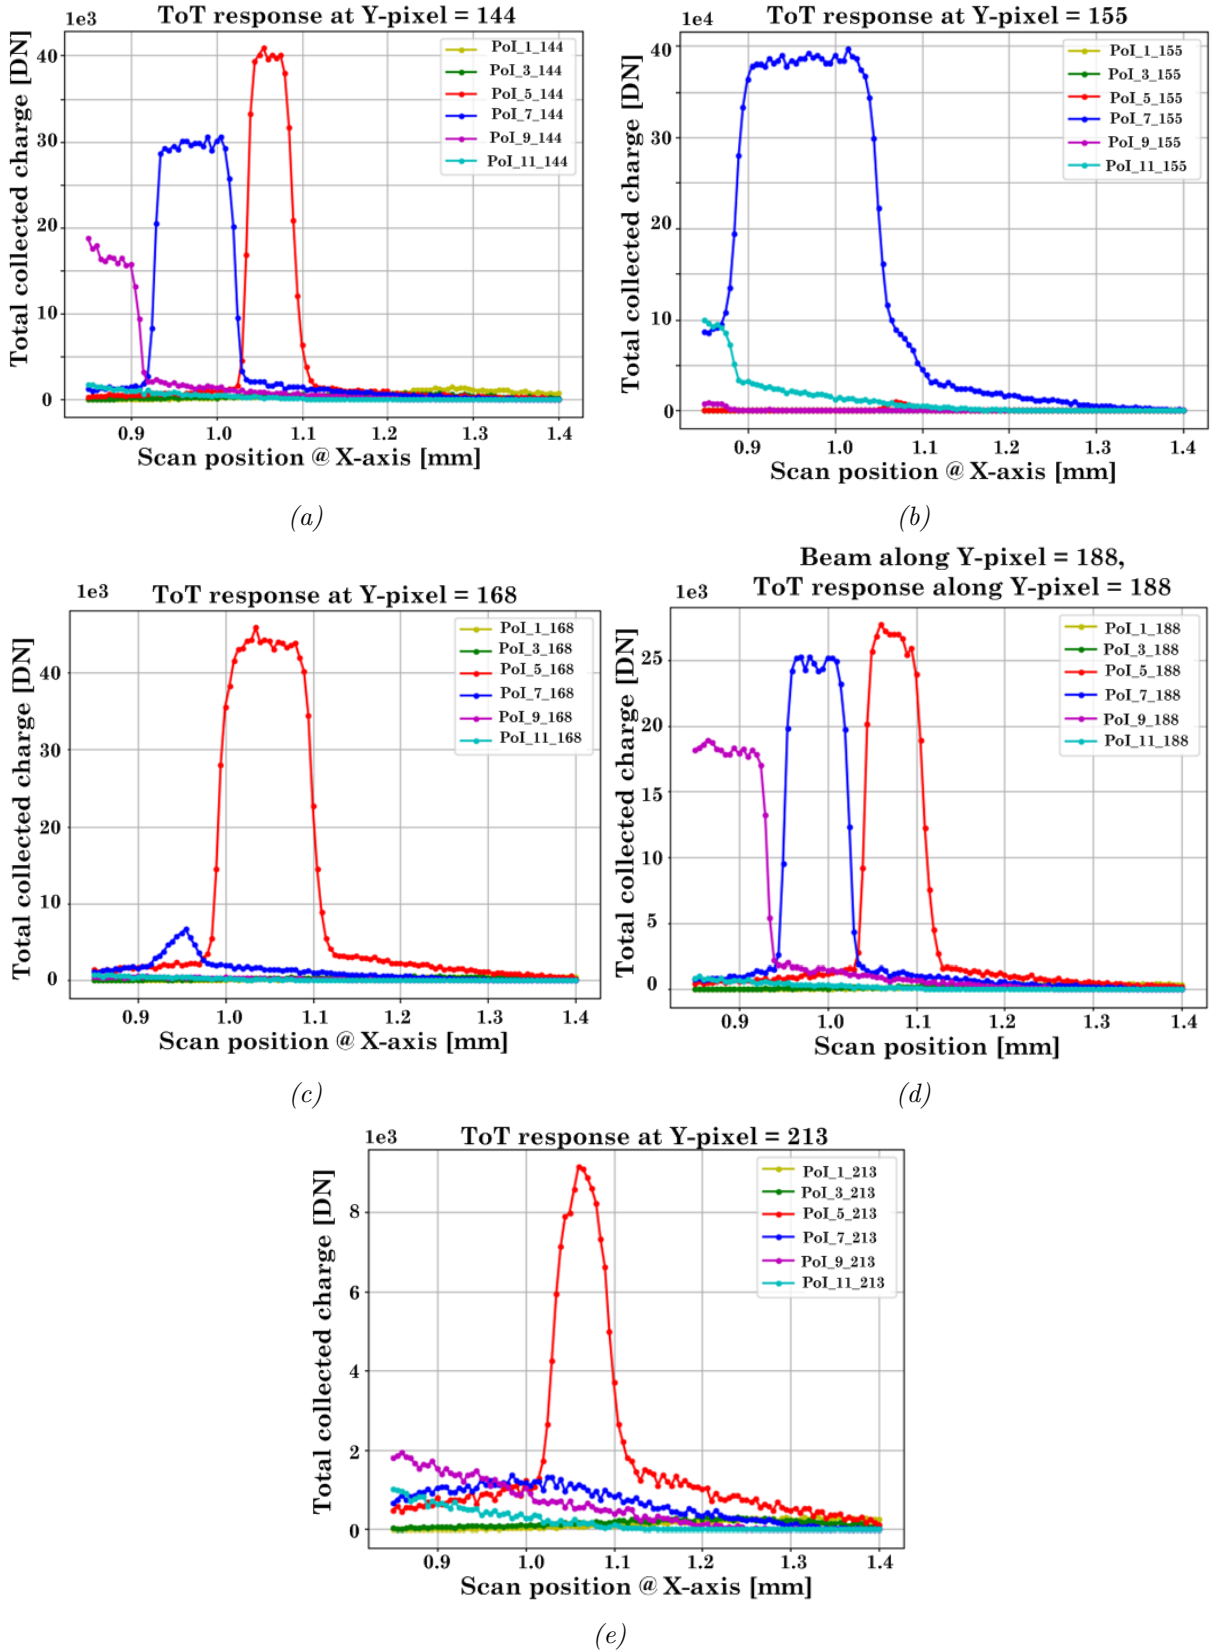 1e3
ToT response at Y-pixel = 144
Total collected charge [DN]
40
30
20
10
0
PoI_1_144
PoI_3_144
PoI_5_144
PoI_7_144
PoI_9_144
PoI_11_144
0.9 1.0 1.1 1.2 1.3 1.4
Scan position @ X-axis [mm]
(a)
1e4
ToT response at Y-pixel = 155
Total collected charge [DN]
40
30
20
10
0
PoI_1_155
PoI_3_155
PoI_5_155
PoI_7_155
PoI_9_155
PoI_11_155
0.9 1.0 1.1 1.2 1.3 1.4
Scan position @ X-axis [mm]
(b)
1e3
ToT response at Y-pixel = 168
Total collected charge [DN]
40
30
20
10
0
PoI_1_168
PoI_3_168
PoI_5_168
PoI_7_168
PoI_9_168
PoI_11_168
0.9 1.0 1.1 1.2 1.3 1.4
Scan position @ X-axis [mm]
(c)
Beam along Y-pixel = 188,
ToT response along Y-pixel = 188
1e3
Total collected charge [DN]
25
20
15
10
5
0
PoI_1_188
PoI_3_188
PoI_5_188
PoI_7_188
PoI_9_188
PoI_11_188
0.9 1.0 1.1 1.2 1.3 1.4
Scan position [mm]
(d)
1e3
ToT response at Y-pixel = 213
Total collected charge [DN]
8
6
4
2
0
PoI_1_213
PoI_3_213
PoI_5_213
PoI_7_213
PoI_9_213
PoI_11_213
0.9 1.0 1.1 1.2 1.3 1.4
Scan position @ X-axis [mm]
(e)